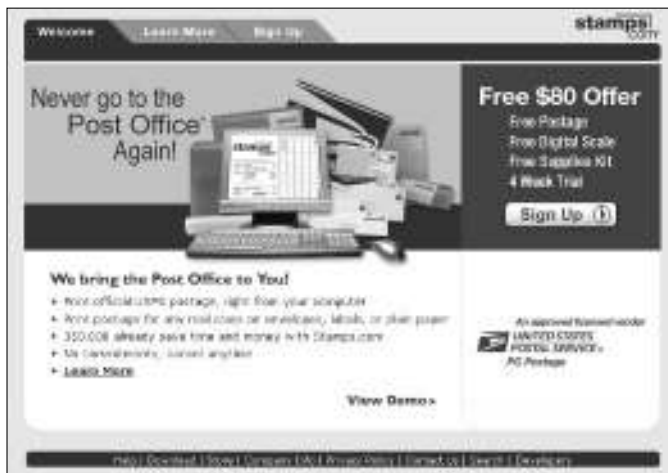 Welcome
Learn More
Sign Up
stamps
.com
Never go to the
Post Office
Again!
Free $80 Offer
Free Postage
Free Digital Scale
Free Supplies Kit
4 Week Trial
Sign Up
We bring the Post Office to You!
Print official USPS postage, right from your computer
Print postage for any mail class on envelopes, labels, or plain paper
350,000 already save time and money with Stamps.com
No commitments, cancel anytime
Learn More
An approved licensed vendor
UNITED STATES
POSTAL SERVICE
PC Postage
View Demo
Help | Download | Store | Company Info | Privacy Policy | Contact Us | Search | Developers